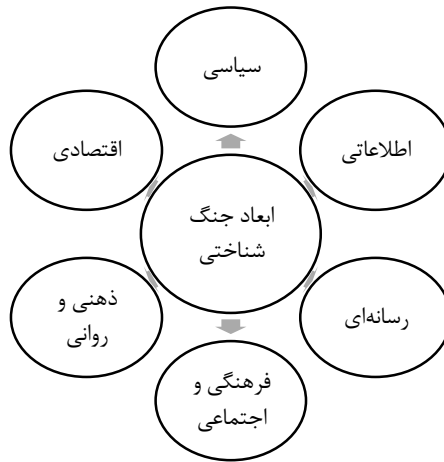 سیاسی
اطلاعاتی
اقتصادی
ابعاد جنگ
شناختی
رسانه‌ای
ذهنی و
روانی
فرهنگی و
اجتماعی